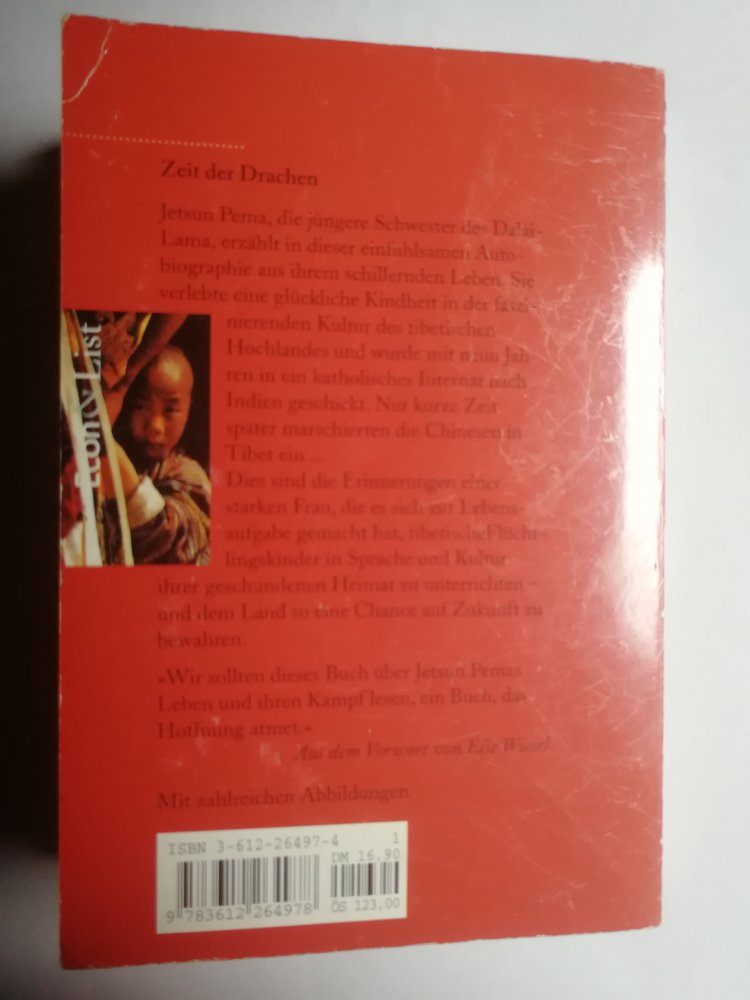 Zeit der Drachen
Jetsun Pema, die jüngere Schwester des Dalai-
Lama, erzählt in dieser einfühlsamen Auto-
biographie aus ihrem schillernden Leben. Sie
verlebte eine glückliche Kindheit in der faszi-
nierenden Kultur des tibetischen
Hochlandes und wurde mit neun Jah-
ren in ein katholisches Internat nach
Indien geschickt. Nur kurze Zeit
später marschierten die Chinesen in
Tibet ein ...
Dies sind die Erinnerungen einer
starken Frau, die es sich zur Lebens-
aufgabe gemacht hat, tibetische Flücht-
lingskinder in Sprache und Kultur
ihrer geschandenen Heimat zu unterrichten –
und dem Land so eine Chance auf Zukunft zu
bewahren.
»Wir sollten dieses Buch über Jetsun Pemas
Leben und ihren Kampf lesen, ein Buch, das
Hoffnung atmet.«
Aus dem Vorwort von Elie Wiesel
Mit zahlreichen Abbildungen
Econ & List
ISBN 3-612-26497-4 1
DM 16,90
9 783612 264978 ÖS 123,00